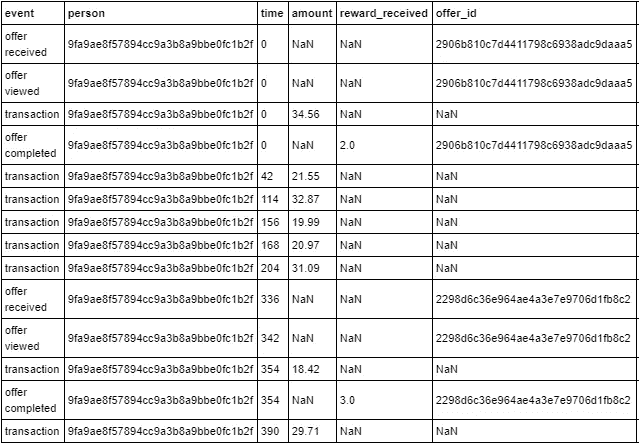 event person time amount reward_received offer_id
offer received 9fa9ae8f57894cc9a3b8a9bbe0fc1b2f 0 NaN NaN 2906b810c7d4411798c6938adc9daaa5
offer viewed 9fa9ae8f57894cc9a3b8a9bbe0fc1b2f 0 NaN NaN 2906b810c7d4411798c6938adc9daaa5
transaction 9fa9ae8f57894cc9a3b8a9bbe0fc1b2f 0 34.56 NaN NaN
offer completed 9fa9ae8f57894cc9a3b8a9bbe0fc1b2f 0 NaN 2.0 2906b810c7d4411798c6938adc9daaa5
transaction 9fa9ae8f57894cc9a3b8a9bbe0fc1b2f 42 21.55 NaN NaN
transaction 9fa9ae8f57894cc9a3b8a9bbe0fc1b2f 114 32.87 NaN NaN
transaction 9fa9ae8f57894cc9a3b8a9bbe0fc1b2f 156 19.99 NaN NaN
transaction 9fa9ae8f57894cc9a3b8a9bbe0fc1b2f 168 20.97 NaN NaN
transaction 9fa9ae8f57894cc9a3b8a9bbe0fc1b2f 204 31.09 NaN NaN
offer received 9fa9ae8f57894cc9a3b8a9bbe0fc1b2f 336 NaN NaN 2298d6c36e964ae4a3e7e9706d1fb8c2
offer viewed 9fa9ae8f57894cc9a3b8a9bbe0fc1b2f 342 NaN NaN 2298d6c36e964ae4a3e7e9706d1fb8c2
transaction 9fa9ae8f57894cc9a3b8a9bbe0fc1b2f 354 18.42 NaN NaN
offer completed 9fa9ae8f57894cc9a3b8a9bbe0fc1b2f 354 NaN 3.0 2298d6c36e964ae4a3e7e9706d1fb8c2
transaction 9fa9ae8f57894cc9a3b8a9bbe0fc1b2f 390 29.71 NaN NaN